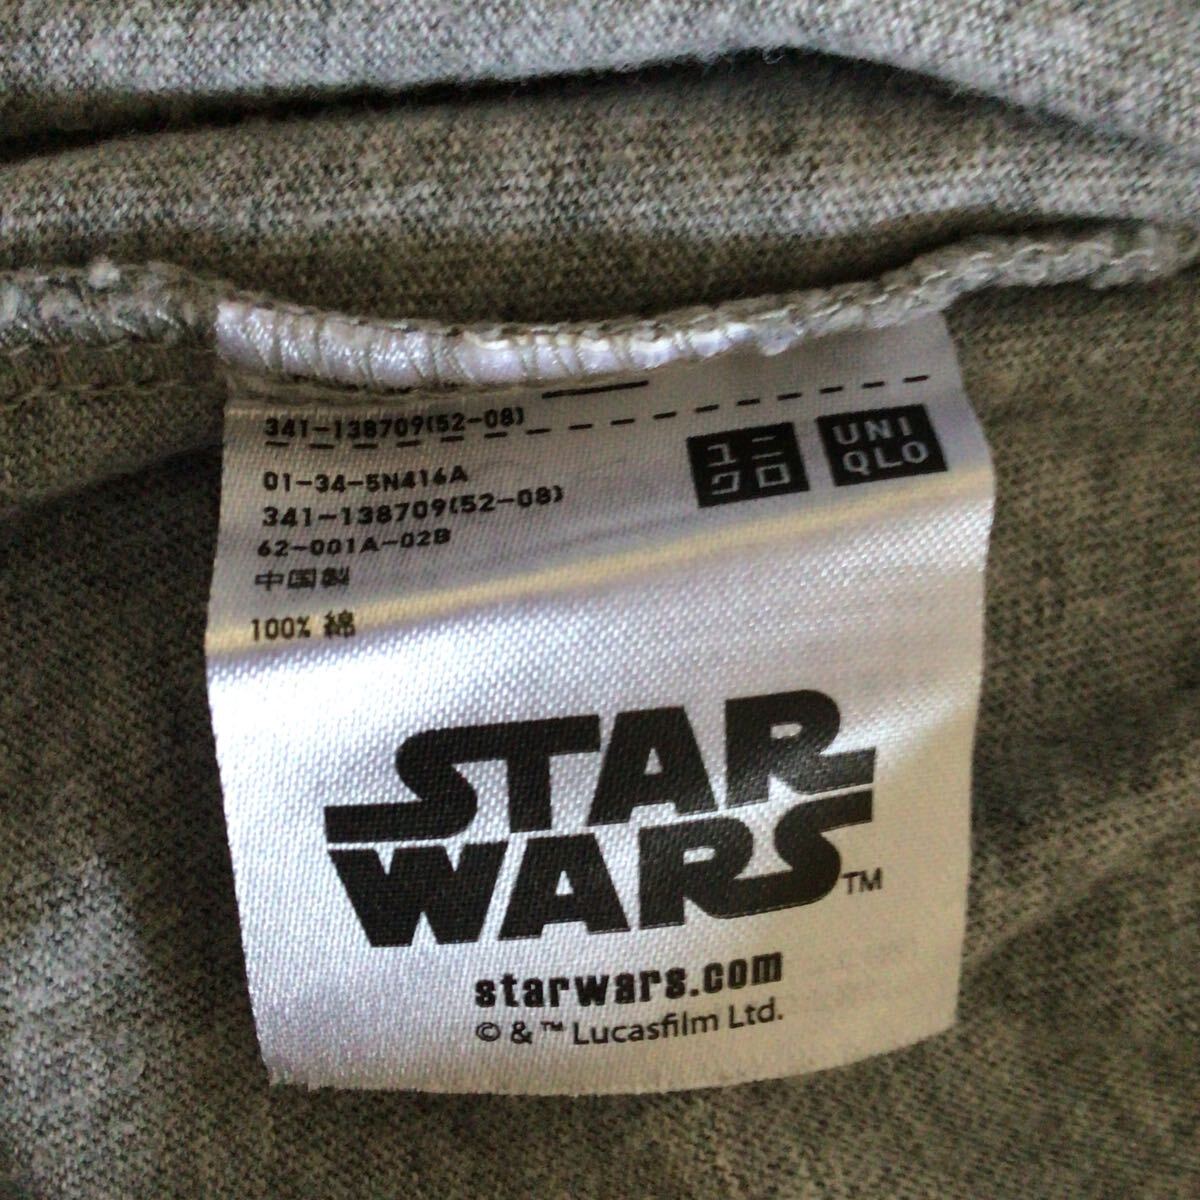 341-138709(52-08)
01-34-5N416A
341-138709(52-08)
62-001A-02B
中国製
100% 綿
ユニ
クロ
UNI
QLO
STAR
WARS™
starwars.com
© & ™ Lucasfilm Ltd.